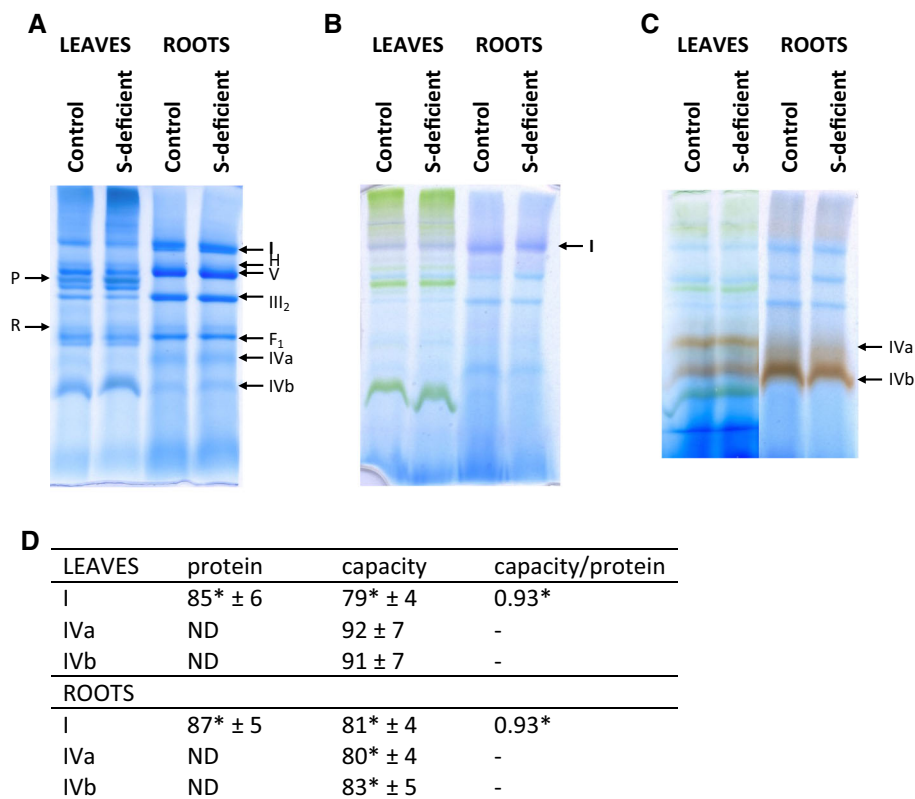 A
LEAVES ROOTS
Control S-deficient Control S-deficient
P
R
I
H
V
III₂
F₁
IVa
IVb
B
LEAVES ROOTS
Control S-deficient Control S-deficient
I
C
LEAVES ROOTS
Control S-deficient Control S-deficient
IVa
IVb
D
LEAVES protein capacity capacity/protein
I 85* ± 6 79* ± 4 0.93*
IVa ND 92 ± 7 -
IVb ND 91 ± 7 -
ROOTS
I 87* ± 5 81* ± 4 0.93*
IVa ND 80* ± 4 -
IVb ND 83* ± 5 -